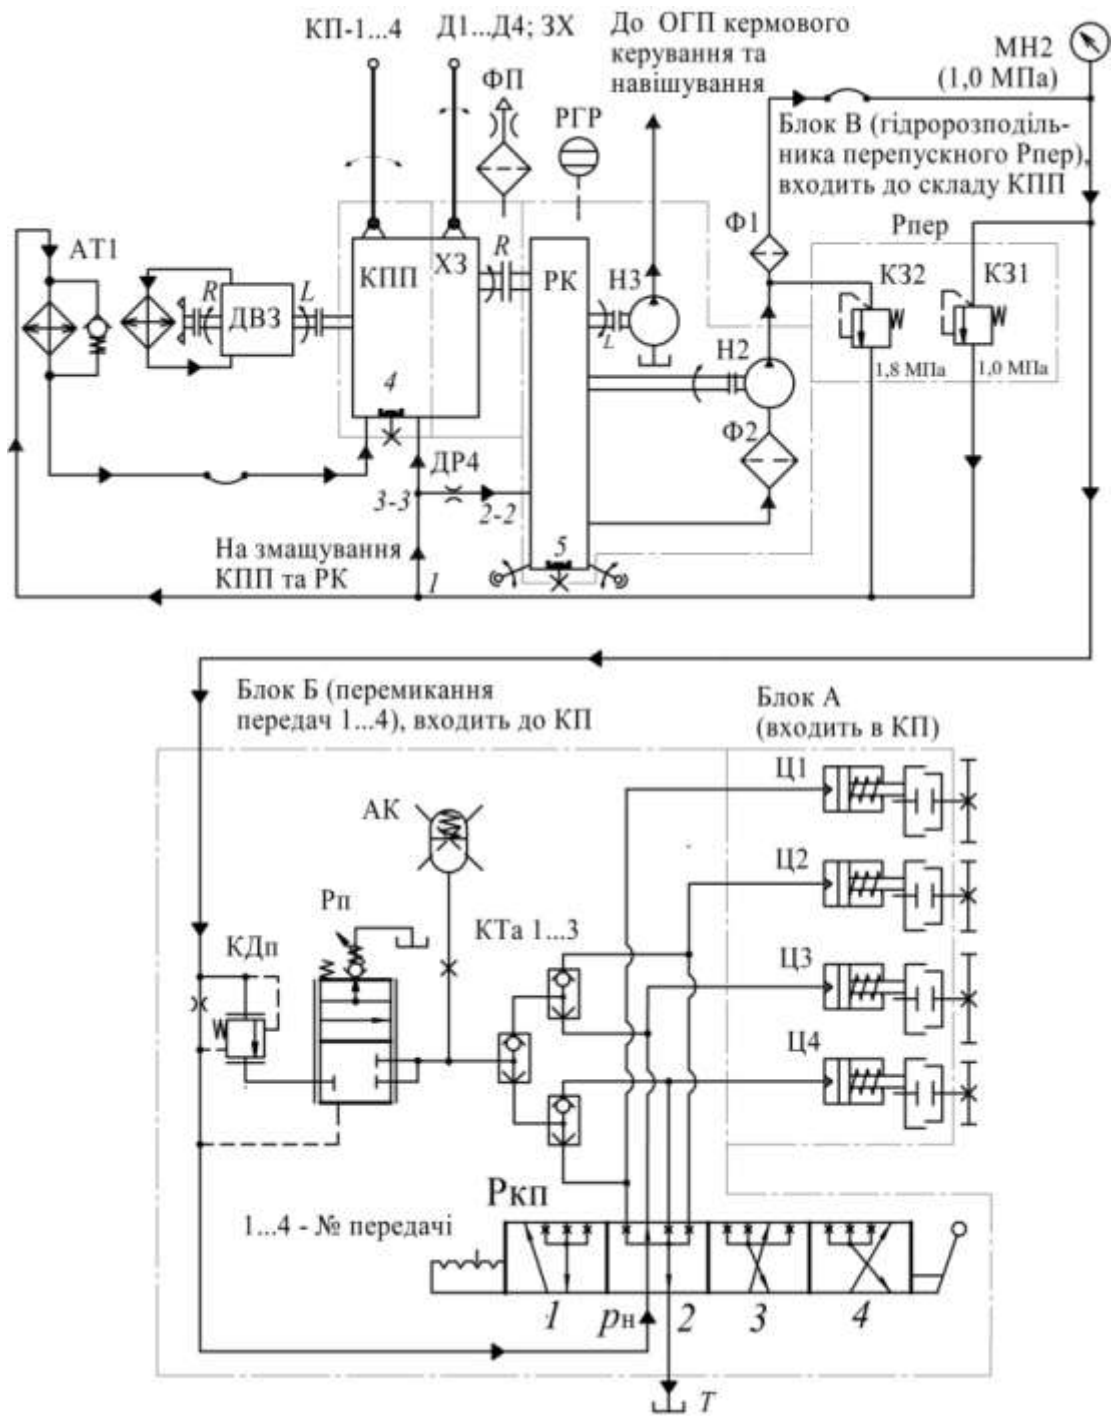 КП-1...4
Д1...Д4; ЗХ
До ОГП кермового
керування та
навішування
МН2
(1,0 МПа)
ФП
РГР
Блок В (гідророзподіль-
ника перепускного Рпер),
входить до складу КПП
Ф1
Рпер
АТ1
R
ДВЗ
L
КПП
ХЗ
R
РК
Н3
L
КЗ2
КЗ1
Н2
1,8 МПа
1,0 МПа
4
Ф2
ДР4
3-3
2-2
5
На змащування
КПП та РК
1
Блок Б (перемикання
передач 1...4), входить до КП
Блок А
(входить в КП)
Ц1
АК
Ц2
Рп
КТа 1...3
КДп
Ц3
Ц4
Ркп
1...4 - № передачі
1
рн
2
3
4
Т